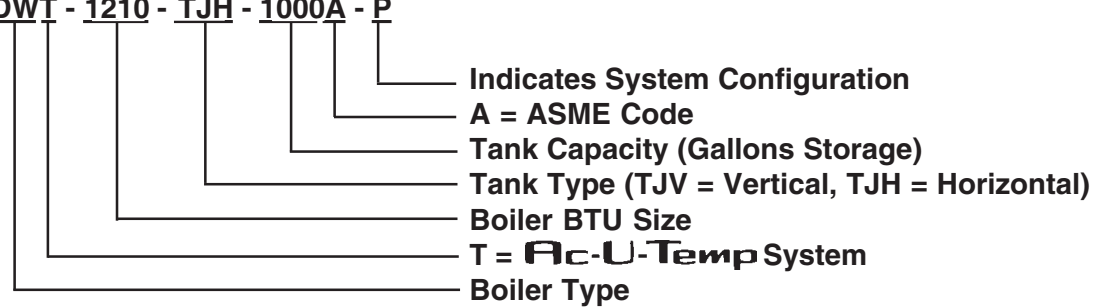 DWT - 1210 - TJH - 1000A - P
Indicates System Configuration
A = ASME Code
Tank Capacity (Gallons Storage)
Tank Type (TJV = Vertical, TJH = Horizontal)
Boiler BTU Size
T = Ac-U-Temp System
Boiler Type